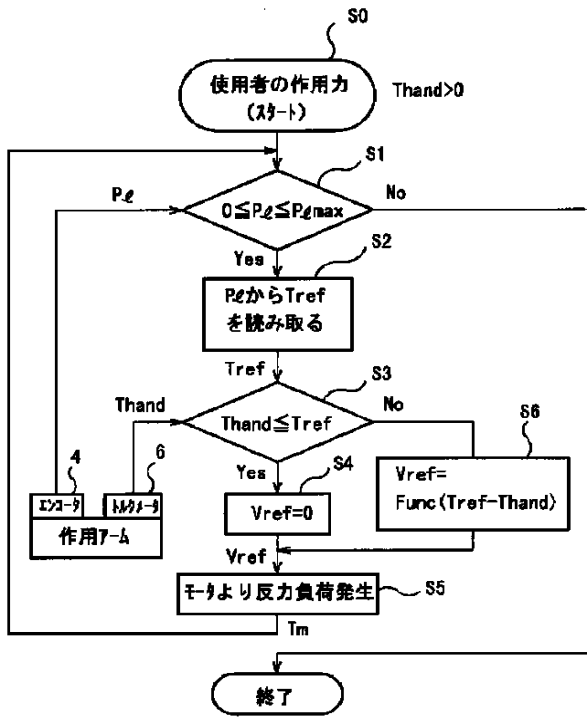 S0
使用者の作用力
(スタート)
Thand>0
S1
Pℓ
0≦Pℓ≦Pℓmax
No
Yes
S2
PℓからTref
を読み取る
Tref
S3
Thand
Thand≦Tref
No
S6
Yes
S4
4
6
エンコータ
トルクメータ
作用アーム
Vref=0
Vref=
Func(Tref-Thand)
Vref
モータより反力負荷発生
S5
Tm
終了